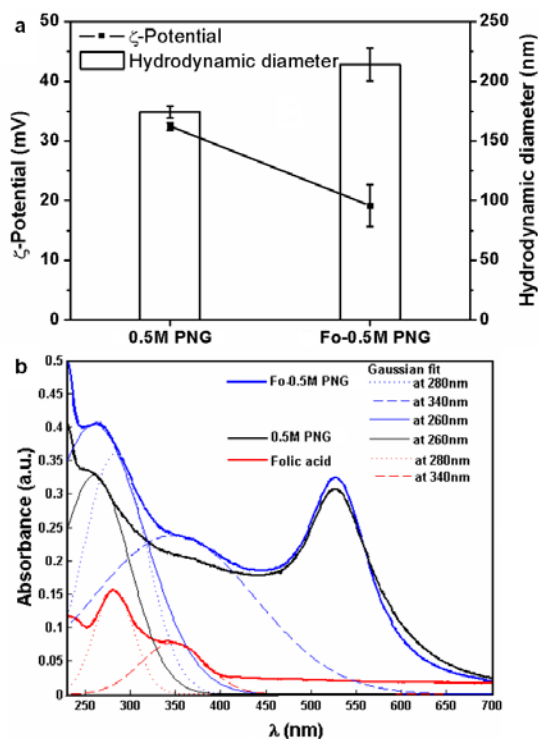 a
ζ-Potential
Hydrodynamic diameter
50
40
30
20
10
0
ζ-Potential (mV)
250
200
150
100
50
0
Hydrodynamic diameter (nm)
0.5M PNG
Fo-0.5M PNG
b
0.5
0.45
0.4
0.35
0.3
0.25
0.2
0.15
0.1
0.05
0
Absorbance (a.u.)
Fo-0.5M PNG
0.5M PNG
Folic acid
Gaussian fit
at 280nm
at 340nm
at 260nm
at 260nm
at 280nm
at 340nm
250 300 350 400 450 500 550 600 650 700
λ (nm)